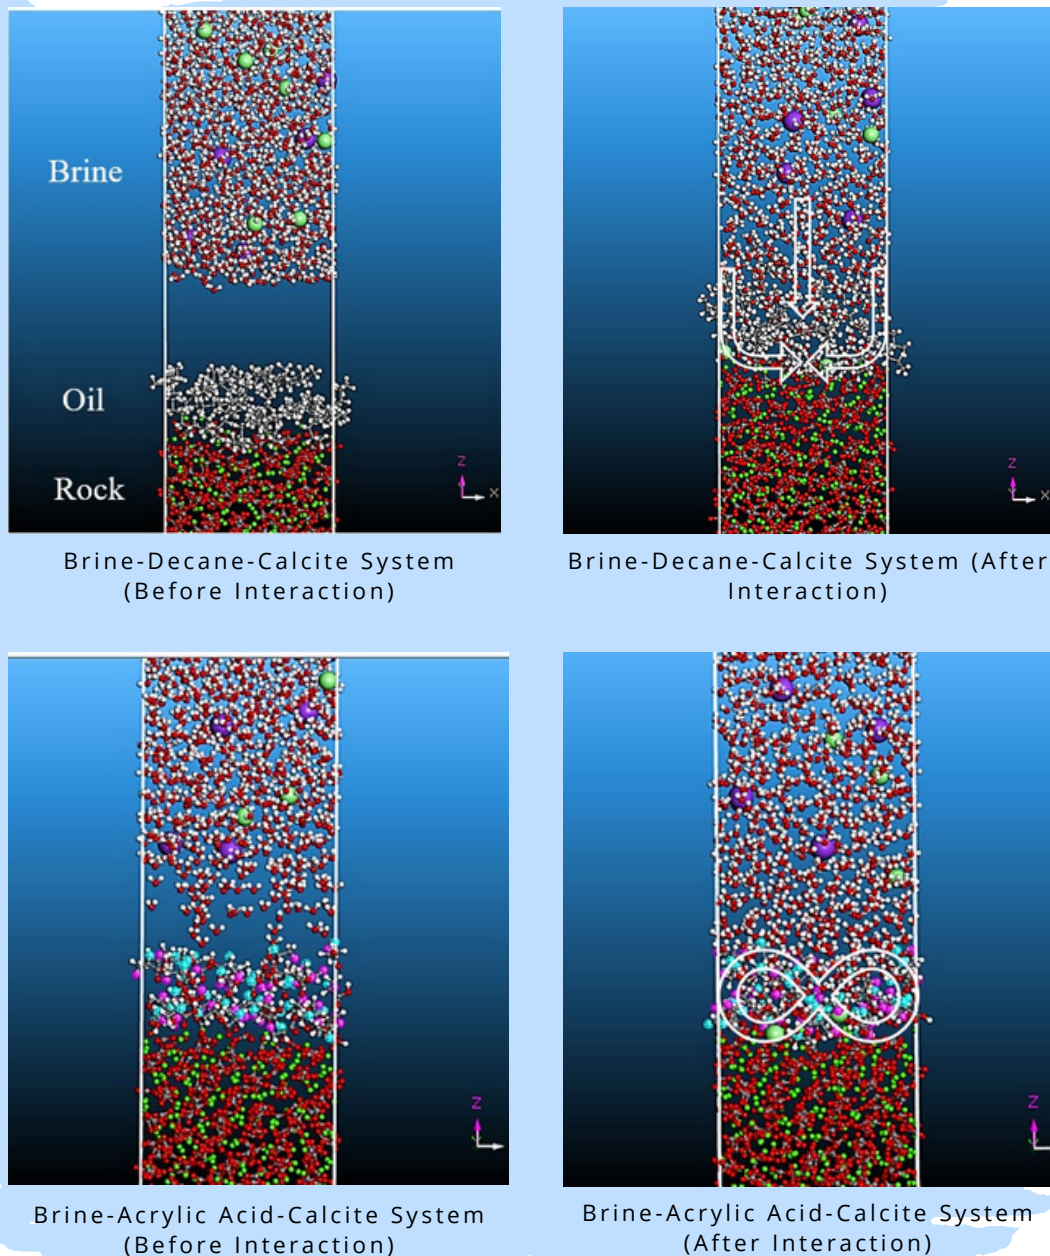 Brine
Oil
Rock
z
x
z
x
Brine-Decane-Calcite System
(Before Interaction)
Brine-Decane-Calcite System (After
Interaction)
Z
Z
Brine-Acrylic Acid-Calcite System
(Before Interaction)
Brine-Acrylic Acid-Calcite System
(After Interaction)